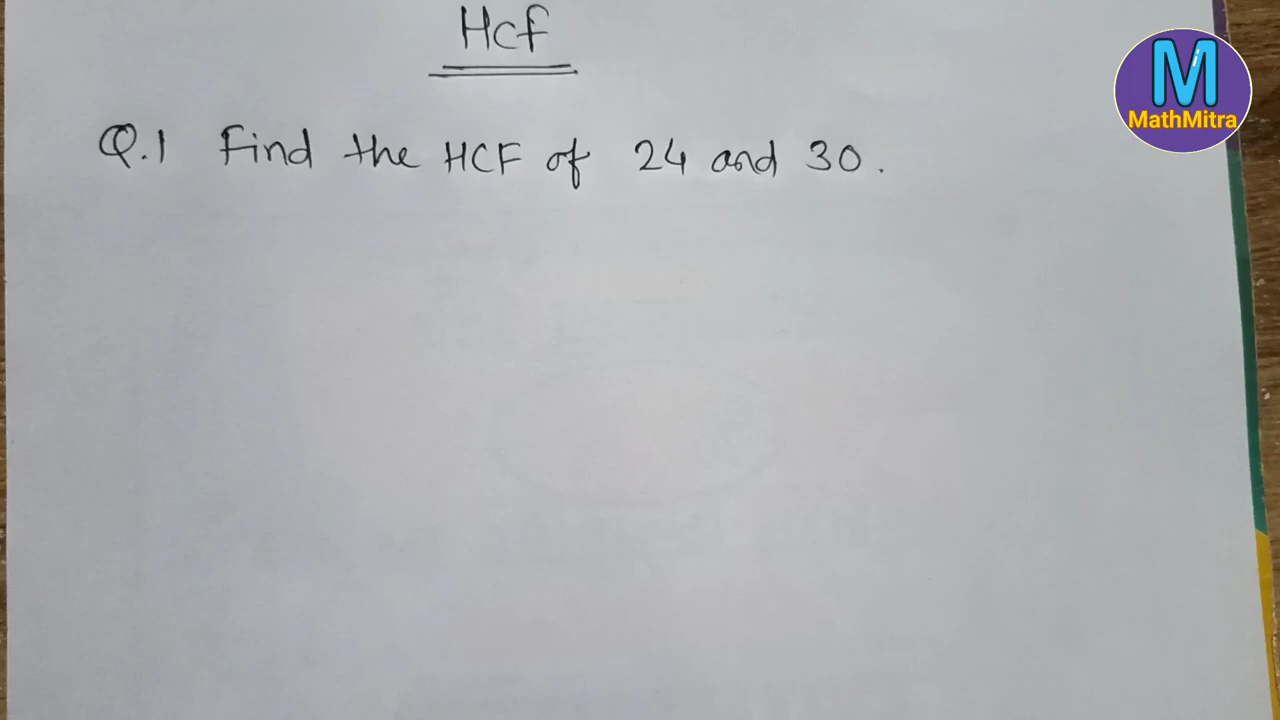 Hcf
Q.1 Find the HCF of 24 and 30.
M
MathMitra